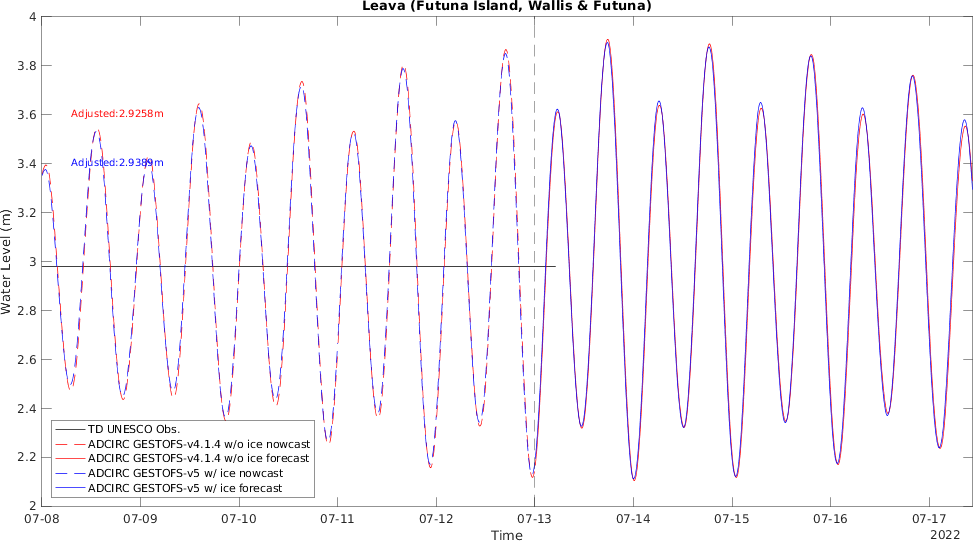 Leava (Futuna Island, Wallis & Futuna)
Water Level (m)
4
3.8
3.6
3.4
3.2
3
2.8
2.6
2.4
2.2
2
Adjusted:2.9258m
Adjusted:2.9389m
TD UNESCO Obs.
ADCIRC GESTOFS-v4.1.4 w/o ice nowcast
ADCIRC GESTOFS-v4.1.4 w/o ice forecast
ADCIRC GESTOFS-v5 w/ ice nowcast
ADCIRC GESTOFS-v5 w/ ice forecast
07-08 07-09 07-10 07-11 07-12 07-13 07-14 07-15 07-16 07-17
Time
2022